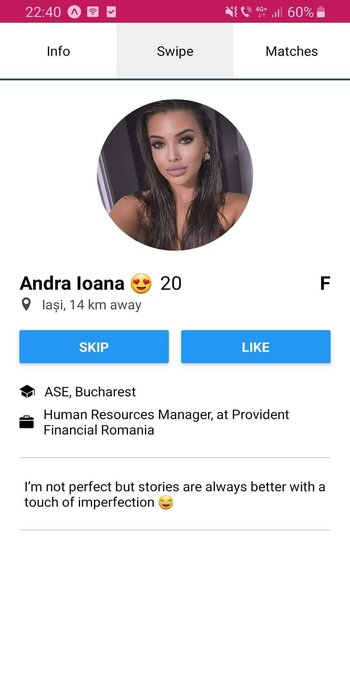 22:40 4G+ 60%
Info Swipe Matches
Andra Ioana 😍 20 F
Iași, 14 km away
SKIP LIKE
ASE, Bucharest
Human Resources Manager, at Provident
Financial Romania
I'm not perfect but stories are always better with a
touch of imperfection 😅